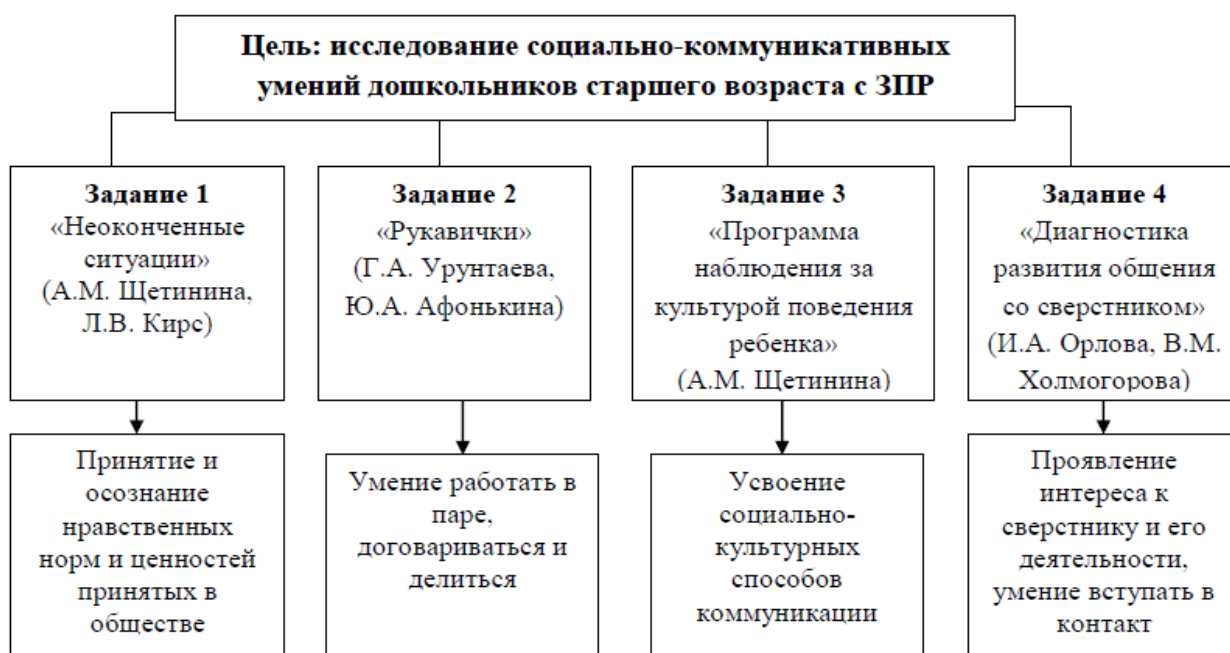 Цель: исследование социально-коммуникативных
умений дошкольников старшего возраста с ЗПР
Задание 1
«Неоконченные
ситуации»
(А.М. Щетинина,
Л.В. Кирс)
Задание 2
«Рукавички»
(Г.А. Урунтаева,
Ю.А. Афонькина)
Задание 3
«Программа
наблюдения за
культурой поведения
ребенка»
(А.М. Щетинина)
Задание 4
«Диагностика
развития общения
со сверстником»
(И.А. Орлова, В.М.
Холмогорова)
Принятие и
осознание
нравственных
норм и ценностей
принятых в
обществе
Умение работать в
паре,
договариваться и
делиться
Усвоение
социально-
культурных
способов
коммуникации
Проявление
интереса к
сверстнику и его
деятельности,
умение вступать в
контакт